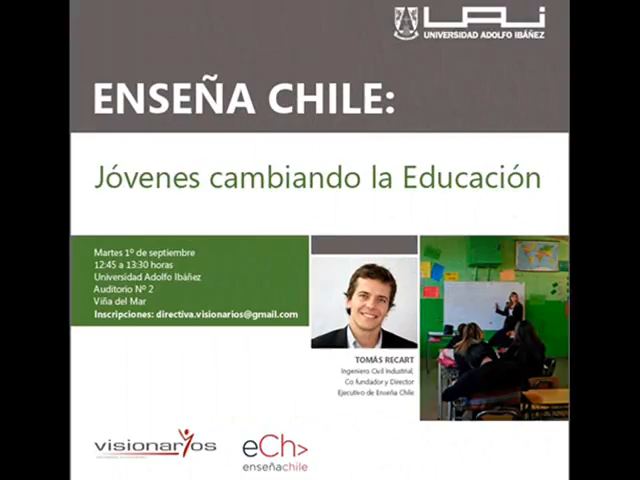 UAI
UNIVERSIDAD ADOLFO IBÁÑEZ
ENSEÑA CHILE:
Jóvenes cambiando la Educación
Martes 1º de septiembre
12:45 a 13:30 horas
Universidad Adolfo Ibáñez
Auditorio Nº 2
Viña del Mar
Inscripciones: directiva.visionarios@gmail.com
TOMÁS RECART
Ingeniero Civil Industrial,
Co fundador y Director
Ejecutivo de Enseña Chile
visionarios
eCh>
enseñachile